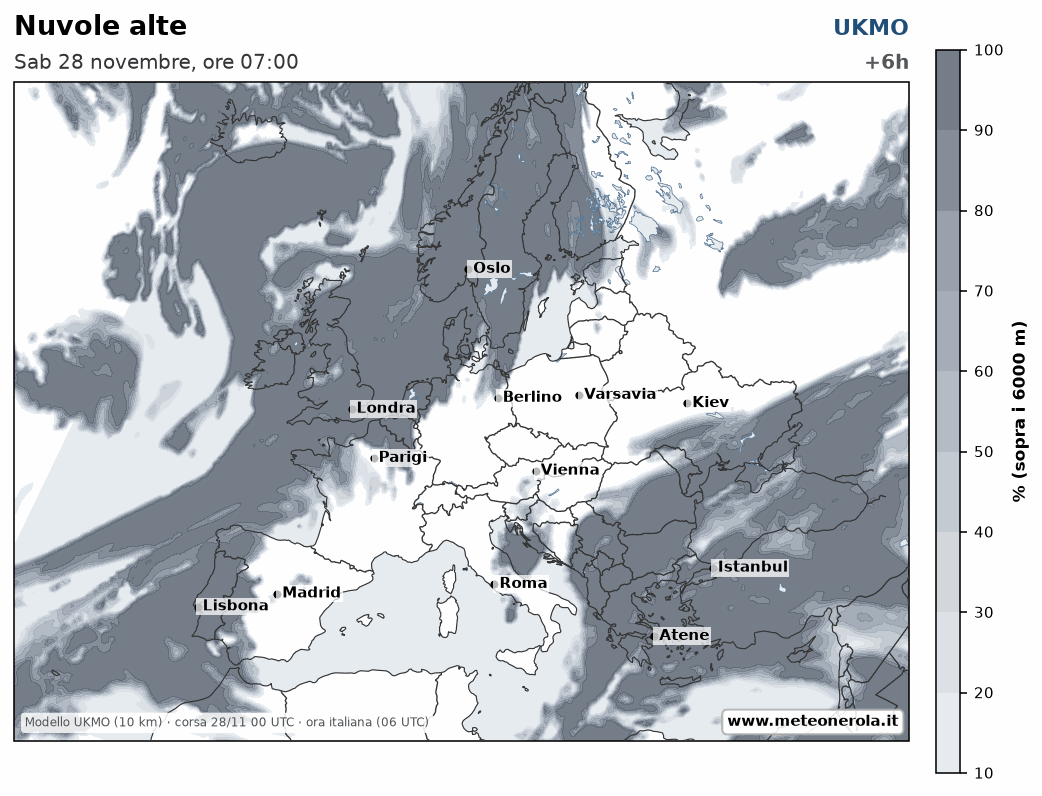 Nuvole alte
UKMO
Sab 28 novembre, ore 07:00
+6h
100
90
80
70
60
50
40
30
20
10
% (sopra i 6000 m)
Oslo
Londra
Berlino
Varsavia
Kiev
Parigi
Vienna
Istanbul
Roma
Madrid
Lisbona
Atene
Modello UKMO (10 km) · corsa 28/11 00 UTC · ora italiana (06 UTC)
www.meteonerola.it